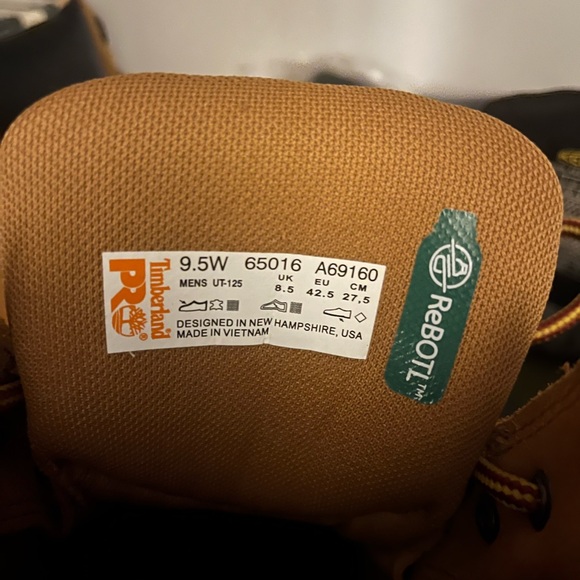 Timberland
PRO
9.5W 65016 A69160
MENS UT-125
UK EU CM
8.5 42.5 27,5
DESIGNED IN NEW HAMPSHIRE, USA
MADE IN VIETNAM
ReBOTL™